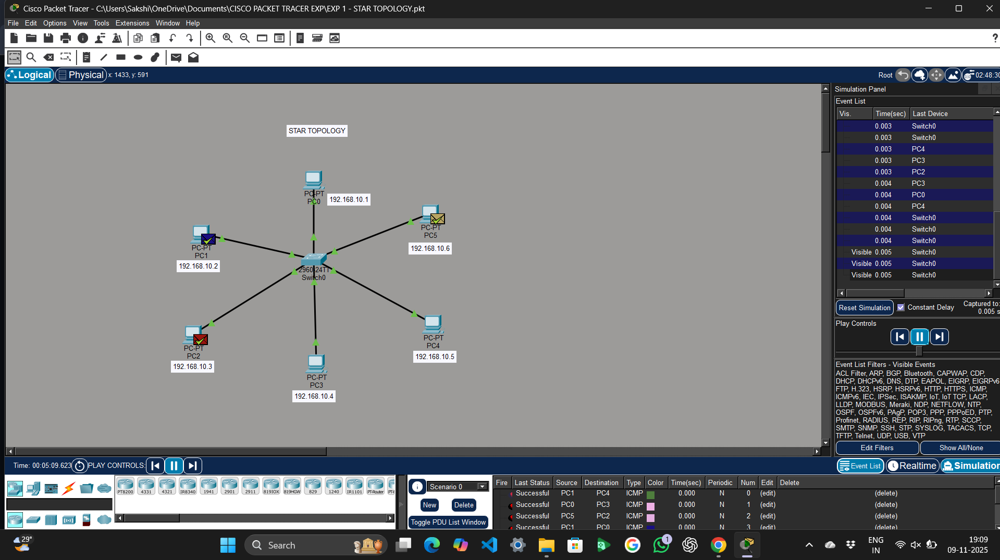 Cisco Packet Tracer - C:\Users\Sakshi\OneDrive\Documents\CISCO PACKET TRACER EXP\EXP 1 - STAR TOPOLOGY.pkt
File Edit Options View Tools Extensions Window Help
?
Logical Physical x: 1433, y: 591
Root 02:48:30
STAR TOPOLOGY
PC-PT
PC0
192.168.10.1
PC-PT
PC5
192.168.10.6
PC-PT
PC1
192.168.10.2
2960-24TT
Switch0
PC-PT
PC2
192.168.10.3
PC-PT
PC4
192.168.10.5
PC-PT
PC3
192.168.10.4
Simulation Panel
Event List
Vis. Time(sec) Last Device
0.003 Switch0
0.003 Switch0
0.003 PC4
0.003 PC3
0.003 PC2
0.004 PC3
0.004 PC0
0.004 PC4
0.004 Switch0
0.004 Switch0
0.004 Switch0
Visible 0.005 Switch0
Visible 0.005 Switch0
Visible 0.005 Switch0
Reset Simulation Constant Delay Captured to:
0.005 s
Play Controls
Event List Filters - Visible Events
ACL Filter, ARP, BGP, Bluetooth, CAPWAP, CDP,
DHCP, DHCPv6, DNS, DTP, EAPOL, EIGRP, EIGRPv6
FTP, H.323, HSRP, HSRPv6, HTTP, HTTPS, ICMP,
ICMPv6, IEC, IPSec, ISAKMP, IoT, IoT TCP, LACP,
LLDP, MODBUS, Meraki, NDP, NETFLOW, NTP,
OSPF, OSPFv6, PAgP, POP3, PPP, PPPoED, PTP,
Profinet, RADIUS, REP, RIP, RIPng, RTP, SCCP,
SMTP, SNMP, SSH, STP, SYSLOG, TACACS, TCP,
TFTP, Telnet, UDP, USB, VTP
Edit Filters Show All/None
Time: 00:05:09.623 PLAY CONTROLS:
Event List Realtime Simulation
PT8200 4331 4321 IR8340 1941 2901 2911 819IOX 819HGW 829 1240 IR1101 PT-Router
Scenario 0
New Delete
Toggle PDU List Window
Fire Last Status Source Destination Type Color Time(sec) Periodic Num Edit Delete
Successful PC1 PC4 ICMP 0.000 N 0 (edit) (delete)
Successful PC0 PC3 ICMP 0.000 N 1 (edit) (delete)
Successful PC5 PC2 ICMP 0.000 N 2 (edit) (delete)
Successful PC1 PC0 ICMP 0.000 N 3 (edit) (delete)
29°
Search
1
ENG
IN
19:09
09-11-2025